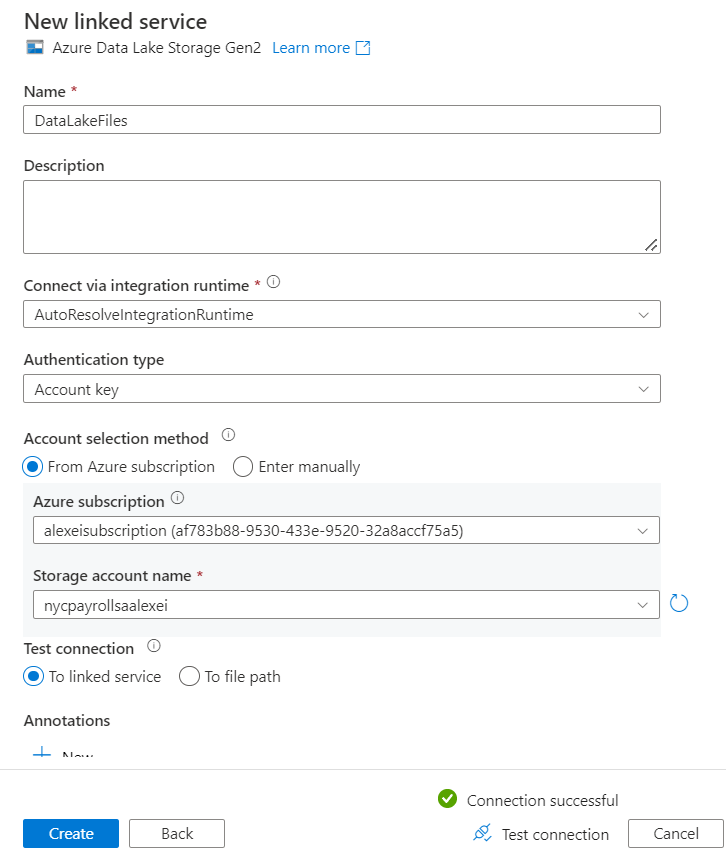 New linked service
Azure Data Lake Storage Gen2 Learn more
Name *
DataLakeFiles
Description
Connect via integration runtime *
AutoResolveIntegrationRuntime
Authentication type
Account key
Account selection method
From Azure subscription Enter manually
Azure subscription
alexeisubscription (af783b88-9530-433e-9520-32a8accf75a5)
Storage account name *
nycpayrollsaalexei
Test connection
To linked service To file path
Annotations
New
Connection successful
Create Back Test connection Cancel